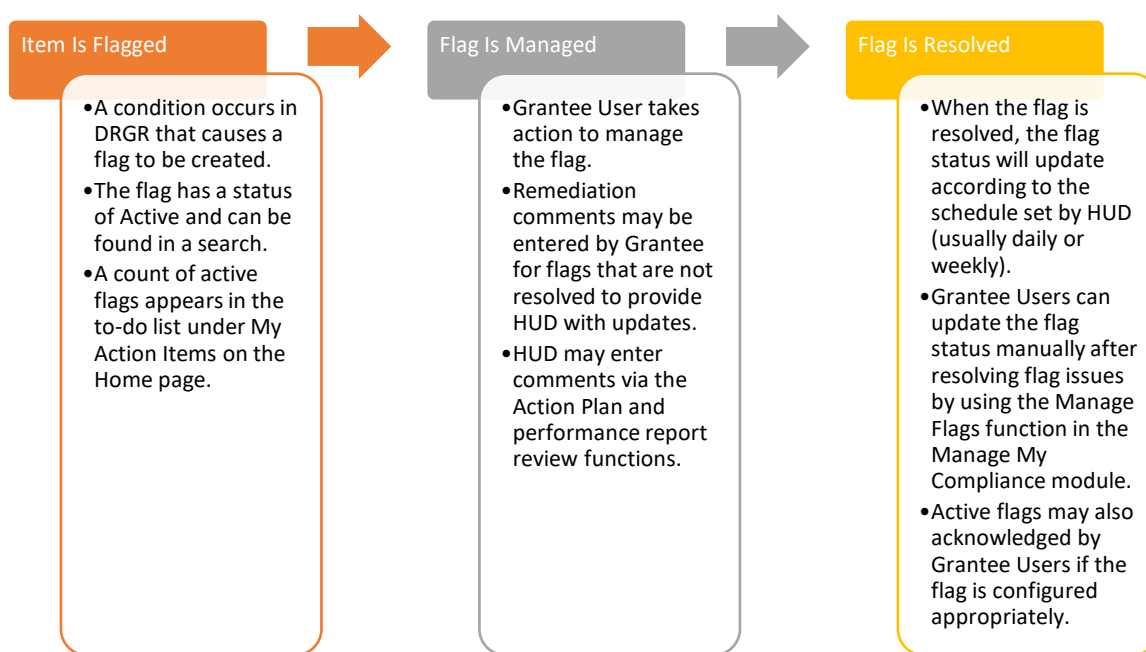 Item Is Flagged
•A condition occurs in
DRGR that causes a
flag to be created.
•The flag has a status
of Active and can be
found in a search.
•A count of active
flags appears in the
to-do list under My
Action Items on the
Home page.
Flag Is Managed
•Grantee User takes
action to manage
the flag.
•Remediation
comments may be
entered by Grantee
for flags that are not
resolved to provide
HUD with updates.
•HUD may enter
comments via the
Action Plan and
performance report
review functions.
Flag Is Resolved
•When the flag is
resolved, the flag
status will update
according to the
schedule set by HUD
(usually daily or
weekly).
•Grantee Users can
update the flag
status manually after
resolving flag issues
by using the Manage
Flags function in the
Manage My
Compliance module.
•Active flags may also
acknowledged by
Grantee Users if the
flag is configured
appropriately.